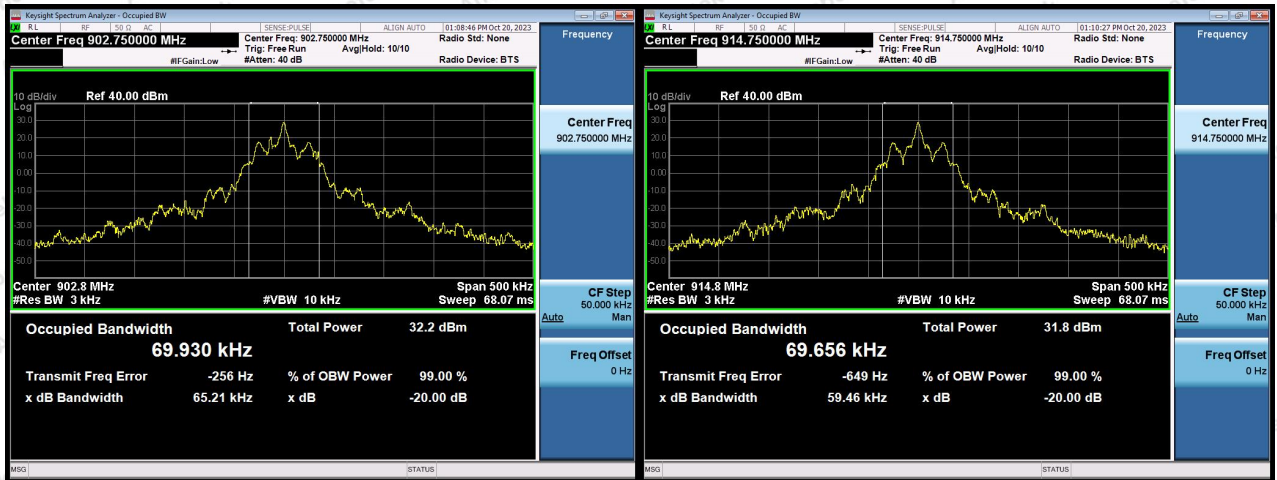 Keysight Spectrum Analyzer - Occupied BW
LXI R L RF 50 Ω AC SENSE:PULSE ALIGN AUTO 01:08:46 PM Oct 20, 2023
Center Freq 902.750000 MHz
Center Freq: 902.750000 MHz Radio Std: None
Trig: Free Run Avg|Hold: 10/10
#IFGain:Low #Atten: 40 dB Radio Device: BTS
10 dB/div Ref 40.00 dBm
Log
30.0
20.0
10.0
0.00
-10.0
-20.0
-30.0
-40.0
-50.0
Center 902.8 MHz Span 500 kHz
#Res BW 3 kHz #VBW 10 kHz Sweep 68.07 ms
Occupied Bandwidth Total Power 32.2 dBm
69.930 kHz
Transmit Freq Error -256 Hz % of OBW Power 99.00 %
x dB Bandwidth 65.21 kHz x dB -20.00 dB
MSG STATUS
Frequency
Center Freq
902.750000 MHz
CF Step
50.000 kHz
Auto Man
Freq Offset
0 Hz
Keysight Spectrum Analyzer - Occupied BW
LXI R L RF 50 Ω AC SENSE:PULSE ALIGN AUTO 01:10:27 PM Oct 20, 2023
Center Freq 914.750000 MHz
Center Freq: 914.750000 MHz Radio Std: None
Trig: Free Run Avg|Hold: 10/10
#IFGain:Low #Atten: 40 dB Radio Device: BTS
10 dB/div Ref 40.00 dBm
Log
30.0
20.0
10.0
0.00
-10.0
-20.0
-30.0
-40.0
-50.0
Center 914.8 MHz Span 500 kHz
#Res BW 3 kHz #VBW 10 kHz Sweep 68.07 ms
Occupied Bandwidth Total Power 31.8 dBm
69.656 kHz
Transmit Freq Error -649 Hz % of OBW Power 99.00 %
x dB Bandwidth 59.46 kHz x dB -20.00 dB
MSG STATUS
Frequency
Center Freq
914.750000 MHz
CF Step
50.000 kHz
Auto Man
Freq Offset
0 Hz